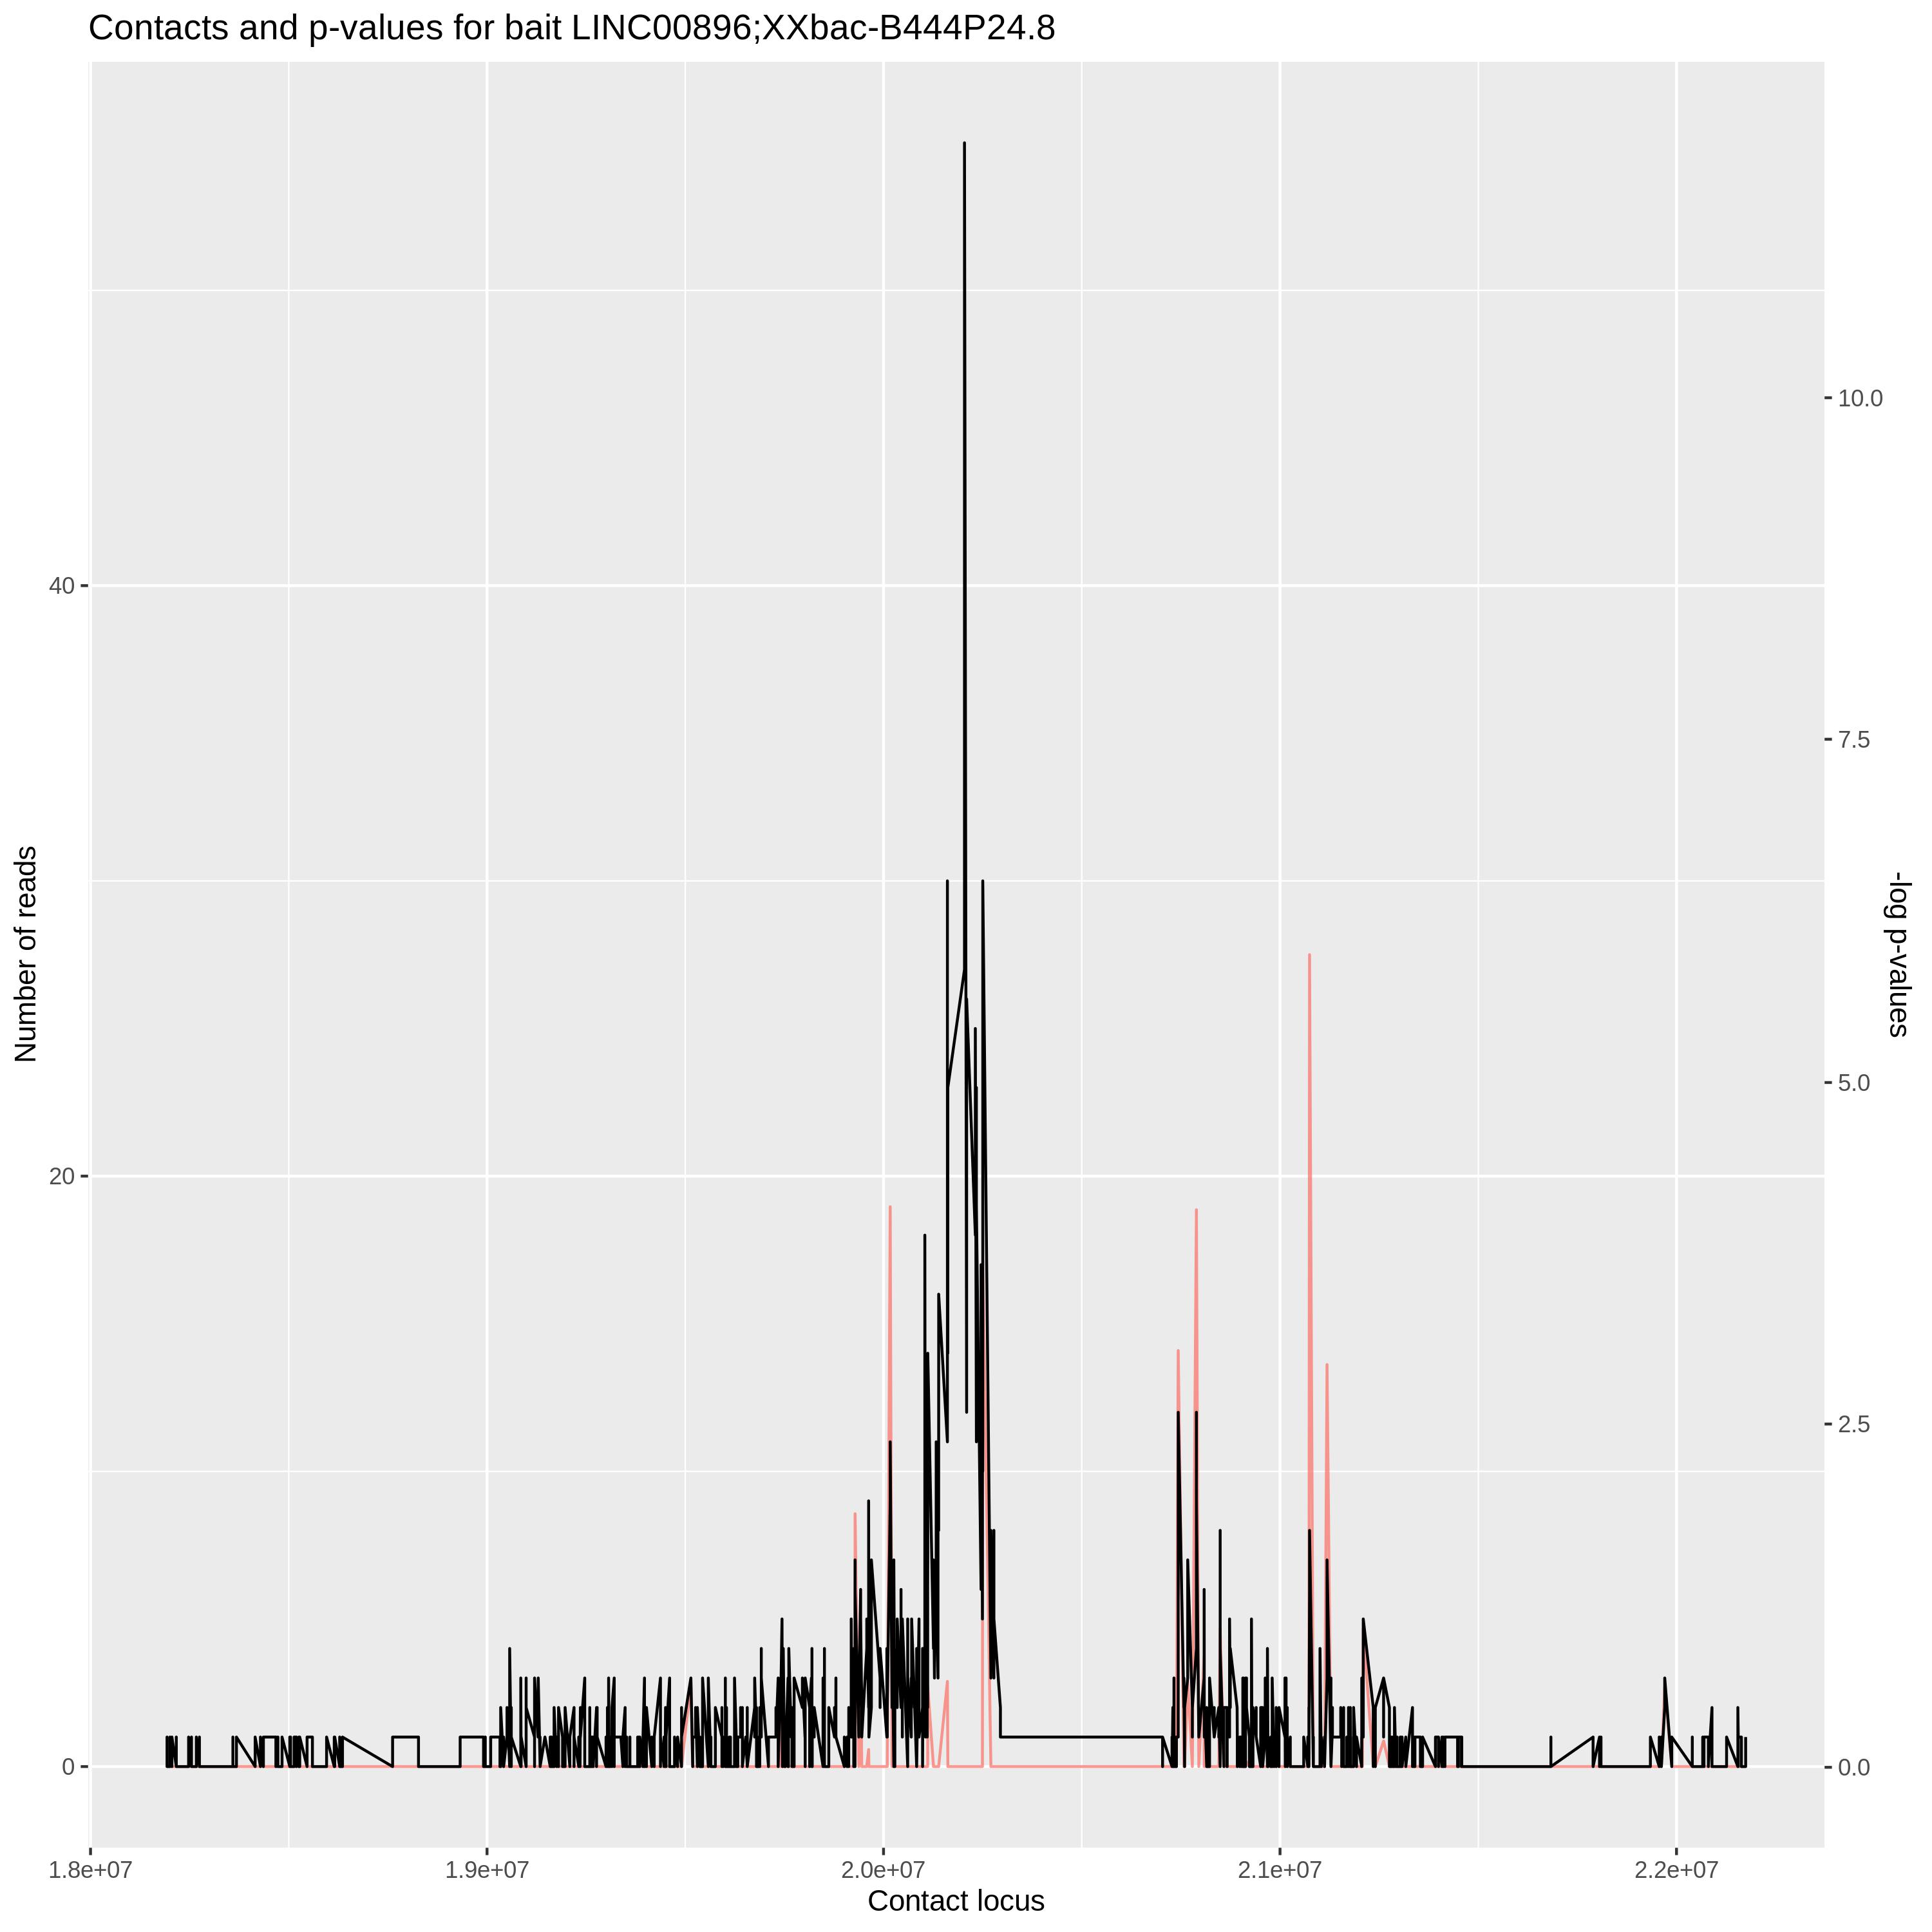 Contacts and p-values for bait LINC00896;XXbac-B444P24.8
Number of reads
40
20
0
10.0
7.5
5.0
2.5
0.0
-log p-values
1.8e+07
1.9e+07
2.0e+07
2.1e+07
2.2e+07
Contact locus